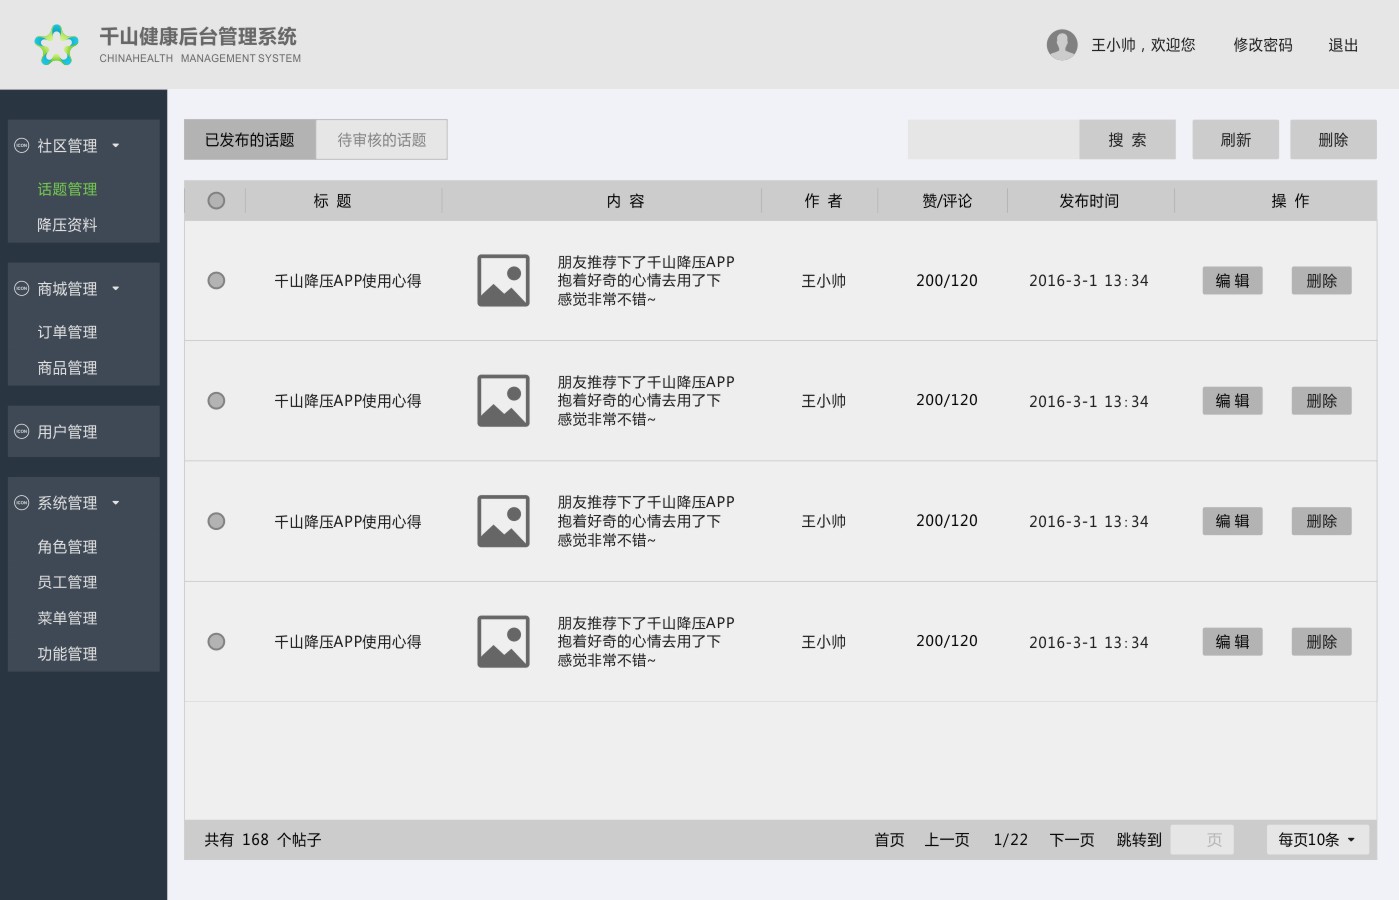 千山健康后台管理系统
CHINAHEALTH MANAGEMENT SYSTEM
王小帅，欢迎您 修改密码 退出
社区管理
话题管理
降压资料
商城管理
订单管理
商品管理
用户管理
系统管理
角色管理
员工管理
菜单管理
功能管理
已发布的话题 待审核的话题 搜 索 刷新 删除
标 题 内 容 作 者 赞/评论 发布时间 操 作
千山降压APP使用心得
朋友推荐下了千山降压APP
抱着好奇的心情去用了下
感觉非常不错~
王小帅 200/120 2016-3-1 13:34 编 辑 删除
千山降压APP使用心得
朋友推荐下了千山降压APP
抱着好奇的心情去用了下
感觉非常不错~
王小帅 200/120 2016-3-1 13:34 编 辑 删除
千山降压APP使用心得
朋友推荐下了千山降压APP
抱着好奇的心情去用了下
感觉非常不错~
王小帅 200/120 2016-3-1 13:34 编 辑 删除
千山降压APP使用心得
朋友推荐下了千山降压APP
抱着好奇的心情去用了下
感觉非常不错~
王小帅 200/120 2016-3-1 13:34 编 辑 删除
共有 168 个帖子 首页 上一页 1/22 下一页 跳转到 页 每页10条